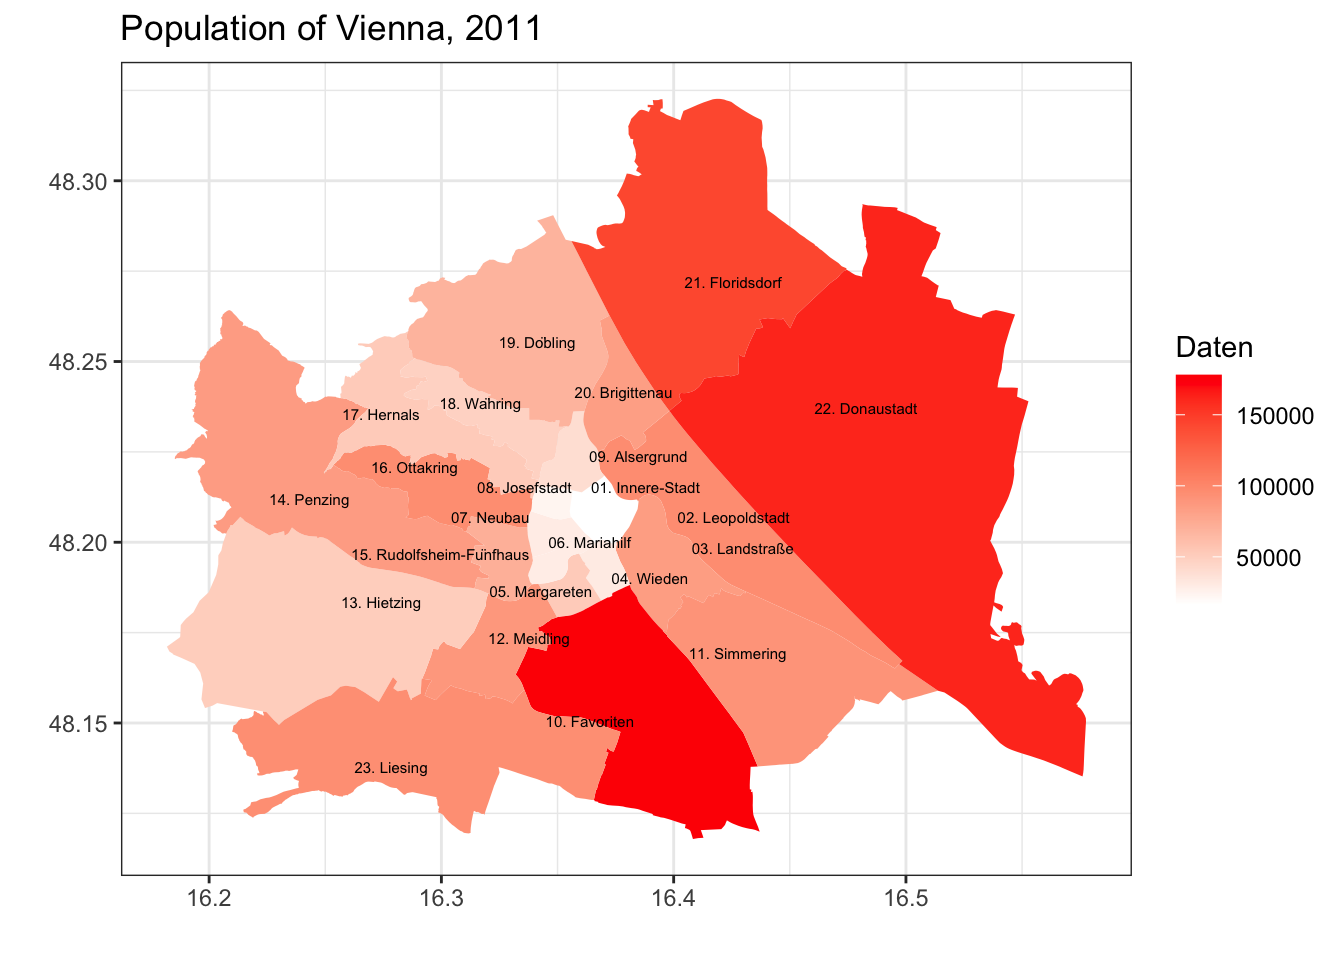 Population of Vienna, 2011
48.30
48.25
48.20
48.15
21. Floridsdorf
19. Döbling
20. Brigittenau
22. Donaustadt
18. Währing
17. Hernals
09. Alsergrund
16. Ottakring
08. Josefstadt
01. Innere-Stadt
14. Penzing
07. Neubau
02. Leopoldstadt
06. Mariahilf
03. Landstraße
15. Rudolfsheim-Fünfhaus
04. Wieden
05. Margareten
13. Hietzing
12. Meidling
11. Simmering
10. Favoriten
23. Liesing
16.2
16.3
16.4
16.5
Daten
150000
100000
50000